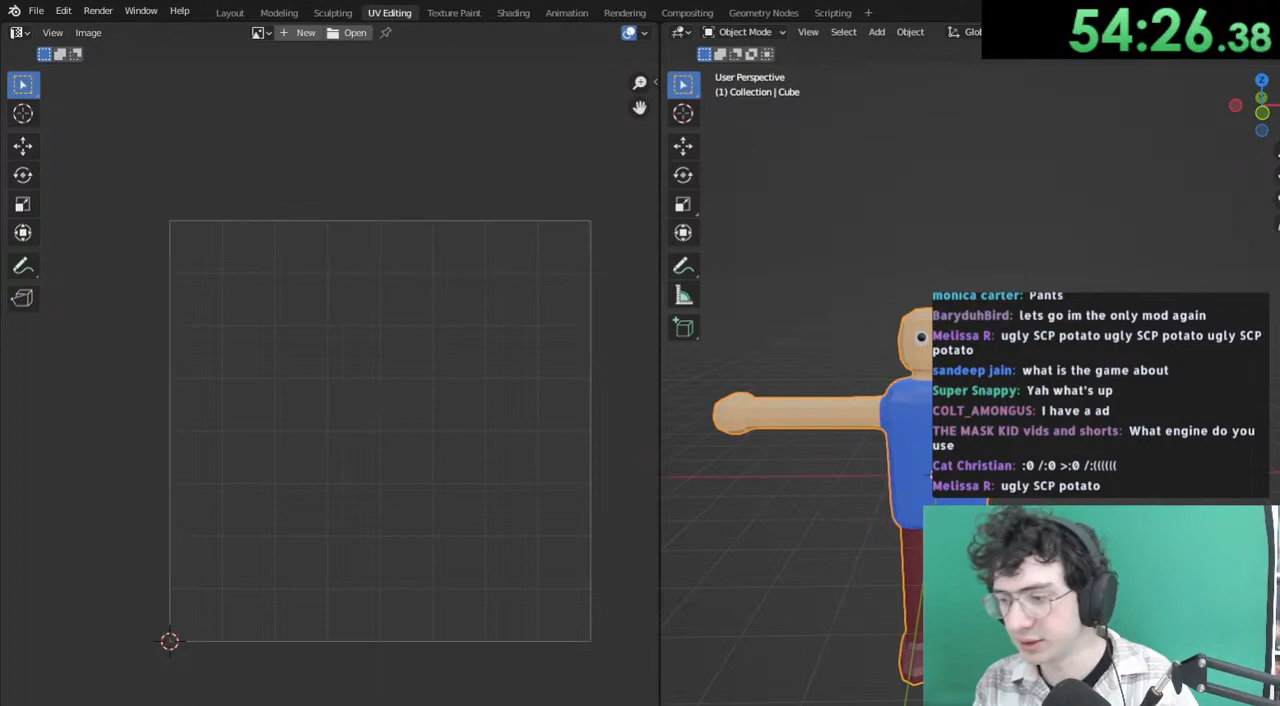 File Edit Render Window Help Layout Modeling Sculpting UV Editing Texture Paint Shading Animation Rendering Compositing Geometry Nodes Scripting +
54:26.38
View Image + New Open
Object Mode View Select Add Object Glo
User Perspective
(1) Collection | Cube
Z
Y
monica carter: Pants
BaryduhBird: lets go im the only mod again
Melissa R: ugly SCP potato ugly SCP potato ugly SCP
potato
sandeep jain: what is the game about
Super Snappy: Yah what's up
COLT_AMONGUS: I have a ad
THE MASK KID vids and shorts: What engine do you
use
Cat Christian: :0 /:0 >:0 /:((((((
Melissa R: ugly SCP potato